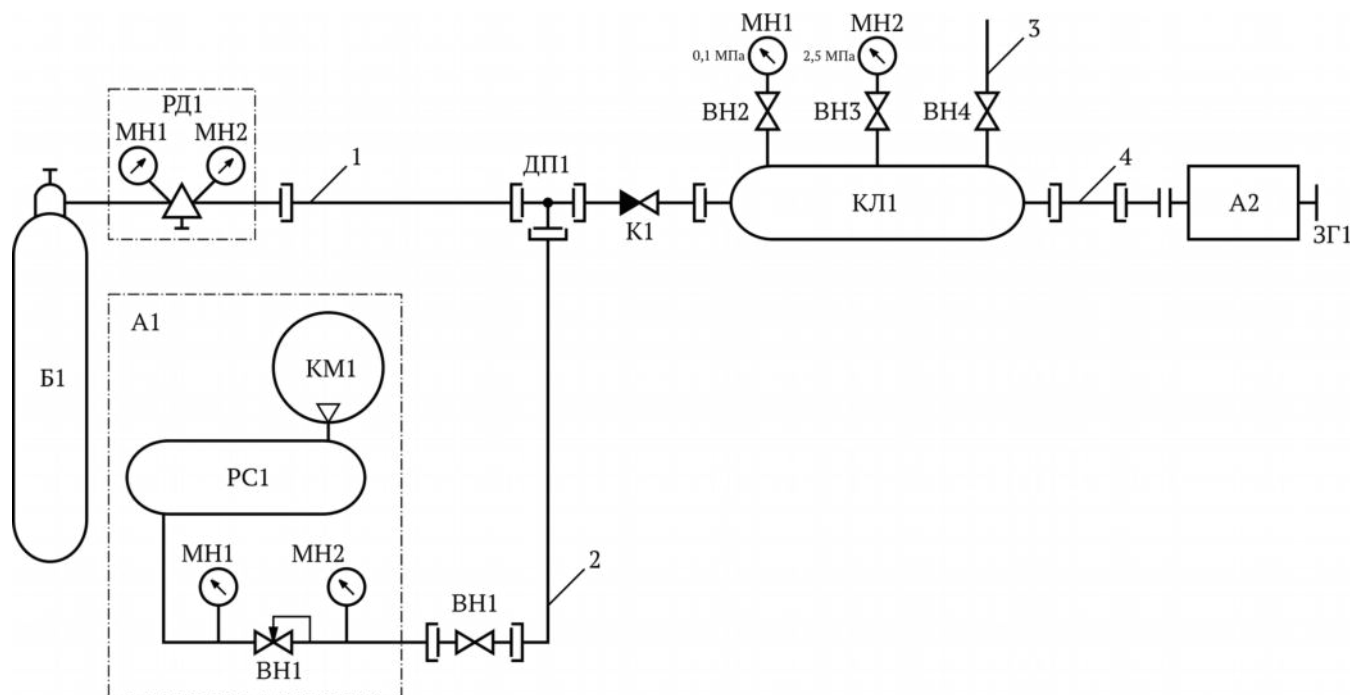 МН1 МН2 3
0,1 МПа 2,5 МПа
РД1
МН1 МН2
ВН2 ВН3 ВН4
1
ДП1
4
К1
КЛ1
А2
ЗГ1
А1
КМ1
Б1
РС1
МН1 МН2
2
ВН1
ВН1